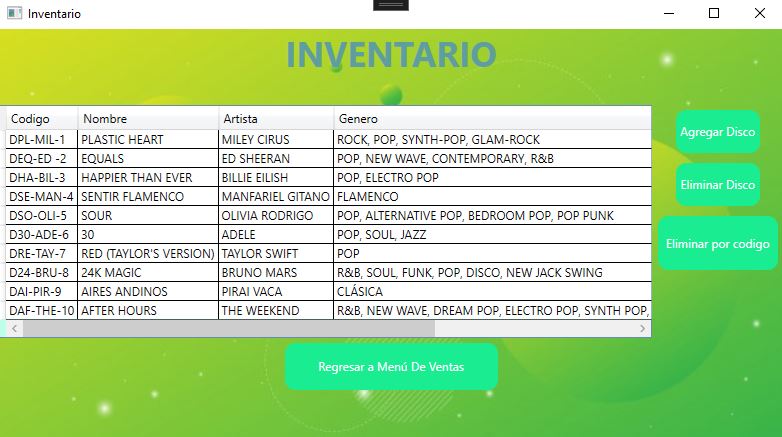 Inventario
INVENTARIO
Codigo Nombre Artista Genero
DPL-MIL-1 PLASTIC HEART MILEY CIRUS ROCK, POP, SYNTH-POP, GLAM-ROCK
DEQ-ED -2 EQUALS ED SHEERAN POP, NEW WAVE, CONTEMPORARY, R&B
DHA-BIL-3 HAPPIER THAN EVER BILLIE EILISH POP, ELECTRO POP
DSE-MAN-4 SENTIR FLAMENCO MANFARIEL GITANO FLAMENCO
DSO-OLI-5 SOUR OLIVIA RODRIGO POP, ALTERNATIVE POP, BEDROOM POP, POP PUNK
D30-ADE-6 30 ADELE POP, SOUL, JAZZ
DRE-TAY-7 RED (TAYLOR'S VERSION) TAYLOR SWIFT POP
D24-BRU-8 24K MAGIC BRUNO MARS R&B, SOUL, FUNK, POP, DISCO, NEW JACK SWING
DAI-PIR-9 AIRES ANDINOS PIRAI VACA CLÁSICA
DAF-THE-10 AFTER HOURS THE WEEKEND R&B, NEW WAVE, DREAM POP, ELECTRO POP, SYNTH POP,
Agregar Disco
Eliminar Disco
Eliminar por codigo
Regresar a Menú De Ventas